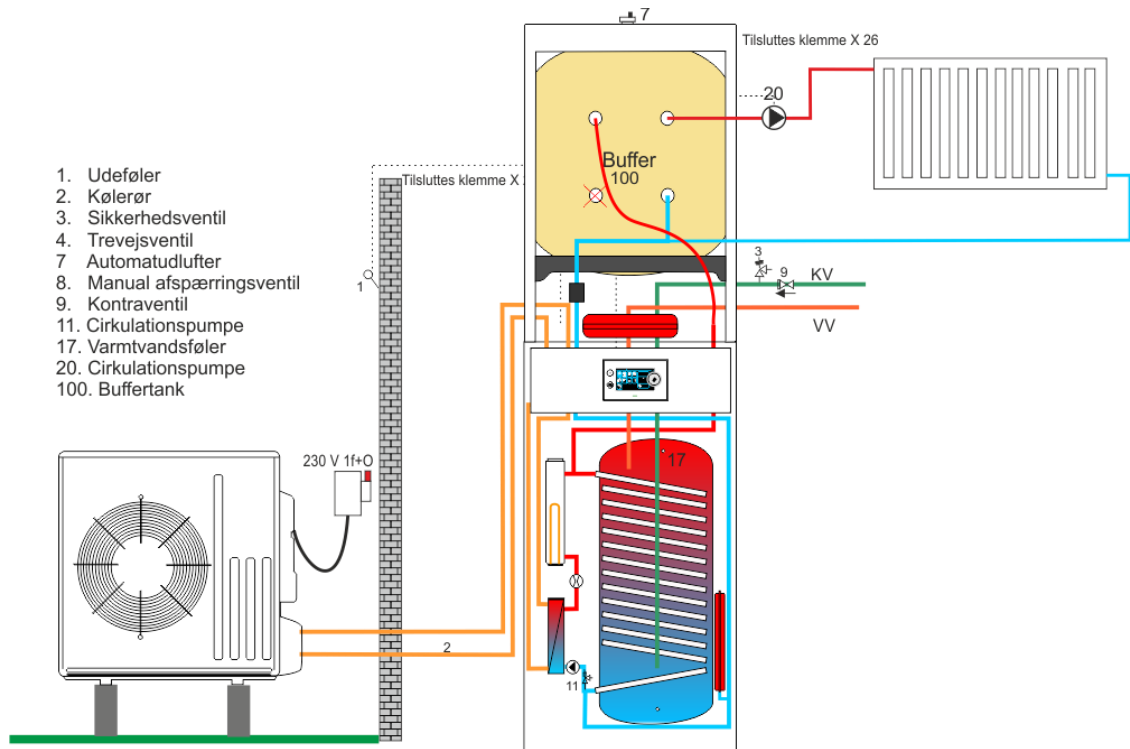 7
Tilsluttes klemme X 26
20
Buffer
100
Tilsluttes klemme X
1. Udeføler
2. Kølerør
3. Sikkerhedsventil
4. Trevejsventil
7 Automatudlufter
8. Manual afspærringsventil
9. Kontraventil
11. Cirkulationspumpe
17. Varmtvandsføler
20. Cirkulationspumpe
100. Buffertank
1
3
9
KV
VV
230 V 1f+O
17
2
11